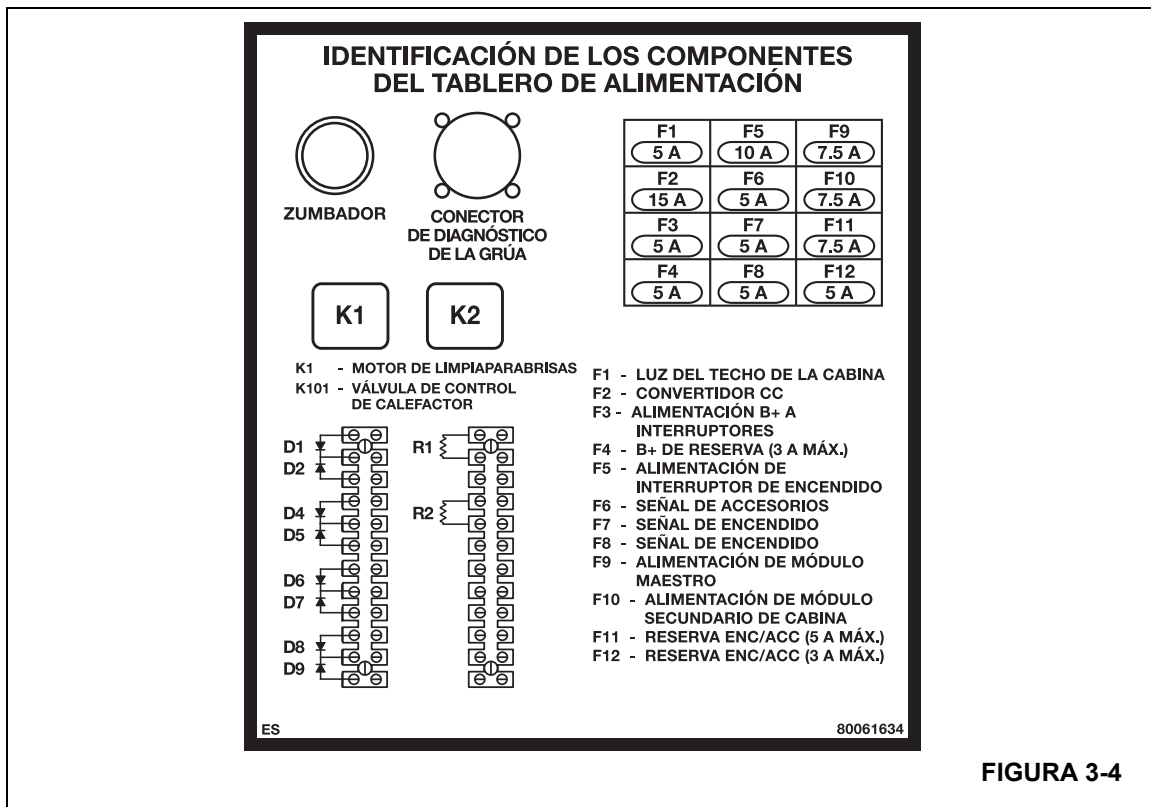 IDENTIFICACIÓN DE LOS COMPONENTES
DEL TABLERO DE ALIMENTACIÓN
ZUMBADOR
CONECTOR
DE DIAGNÓSTICO
DE LA GRÚA
F1 F5 F9
5 A 10 A 7.5 A
F2 F6 F10
15 A 5 A 7.5 A
F3 F7 F11
5 A 5 A 7.5 A
F4 F8 F12
5 A 5 A 5 A
K1 K2
K1 - MOTOR DE LIMPIAPARABRISAS
K101 - VÁLVULA DE CONTROL
DE CALEFACTOR
D1
D2
D4
D5
D6
D7
D8
D9
R1
R2
F1 - LUZ DEL TECHO DE LA CABINA
F2 - CONVERTIDOR CC
F3 - ALIMENTACIÓN B+ A
INTERRUPTORES
F4 - B+ DE RESERVA (3 A MÁX.)
F5 - ALIMENTACIÓN DE
INTERRUPTOR DE ENCENDIDO
F6 - SEÑAL DE ACCESORIOS
F7 - SEÑAL DE ENCENDIDO
F8 - SEÑAL DE ENCENDIDO
F9 - ALIMENTACIÓN DE MÓDULO
MAESTRO
F10 - ALIMENTACIÓN DE MÓDULO
SECUNDARIO DE CABINA
F11 - RESERVA ENC/ACC (5 A MÁX.)
F12 - RESERVA ENC/ACC (3 A MÁX.)
ES
80061634
FIGURA 3-4